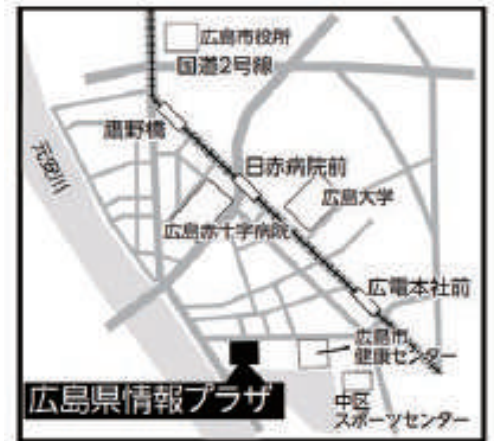 広島市役所
国道2号線
鷹野橋
元安川
日赤病院前
広島大学
広島赤十字病院
広電本社前
広島市
健康センター
広島県情報プラザ
中区
スポーツセンター